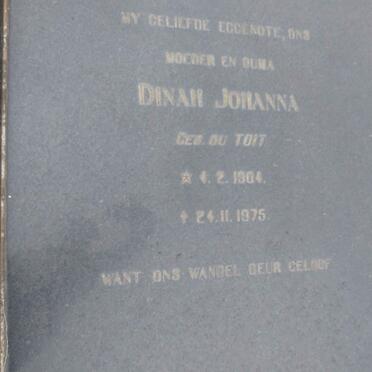 MY GELIEFDE EGGENOTE, ONS
MOEDER EN OUMA
DINAH JOHANNA
GEB. DU TOIT
☆ 4. 2. 1904.
✝ 24. 11. 1975.
WANT ONS WANDEL DEUR GELOOF